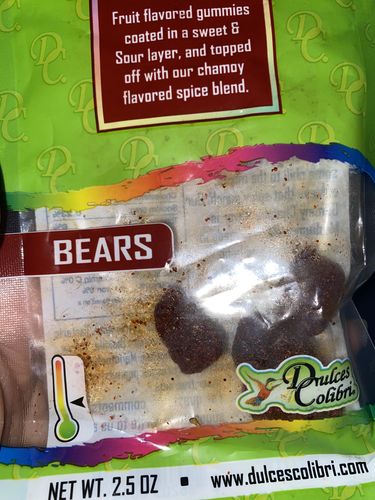 Fruit flavored gummies
coated in a sweet &
Sour layer, and topped
off with our chamoy
flavored spice blend.
BEARS
Dulces
Colibri
NET. WT. 2.5 OZ ▪ www.dulcescolibri.com